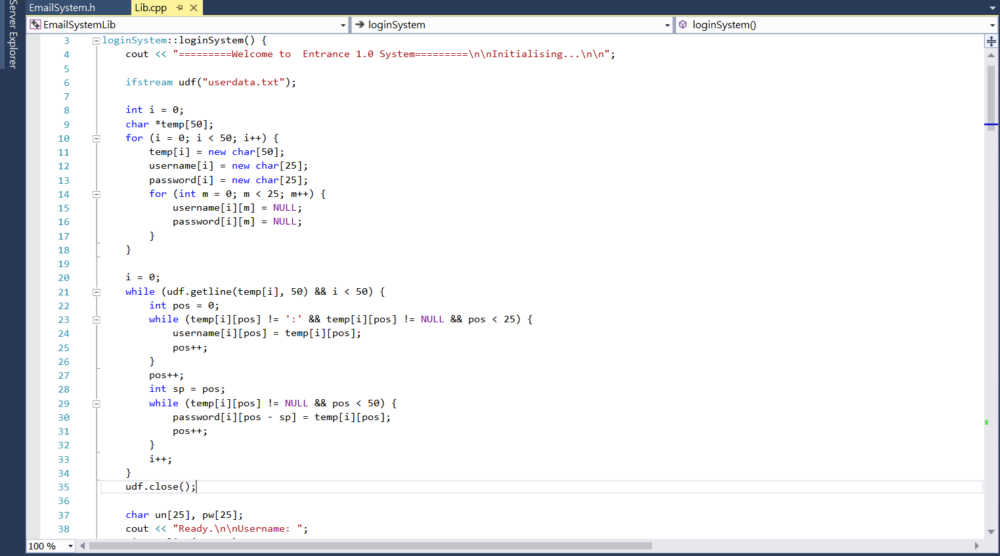 Server Explorer
EmailSystem.h Lib.cpp
EmailSystemLib loginSystem loginSystem()
3 loginSystem::loginSystem() {
4 cout << "=========Welcome to  Entrance 1.0 System=========\n\nInitialising...\n\n";
5
6 ifstream udf("userdata.txt");
7
8 int i = 0;
9 char *temp[50];
10 for (i = 0; i < 50; i++) {
11 temp[i] = new char[50];
12 username[i] = new char[25];
13 password[i] = new char[25];
14 for (int m = 0; m < 25; m++) {
15 username[i][m] = NULL;
16 password[i][m] = NULL;
17 }
18 }
19
20 i = 0;
21 while (udf.getline(temp[i], 50) && i < 50) {
22 int pos = 0;
23 while (temp[i][pos] != ':' && temp[i][pos] != NULL && pos < 25) {
24 username[i][pos] = temp[i][pos];
25 pos++;
26 }
27 pos++;
28 int sp = pos;
29 while (temp[i][pos] != NULL && pos < 50) {
30 password[i][pos - sp] = temp[i][pos];
31 pos++;
32 }
33 i++;
34 }
35 udf.close();
36
37 char un[25], pw[25];
38 cout << "Ready.\n\nUsername: ";
100 %